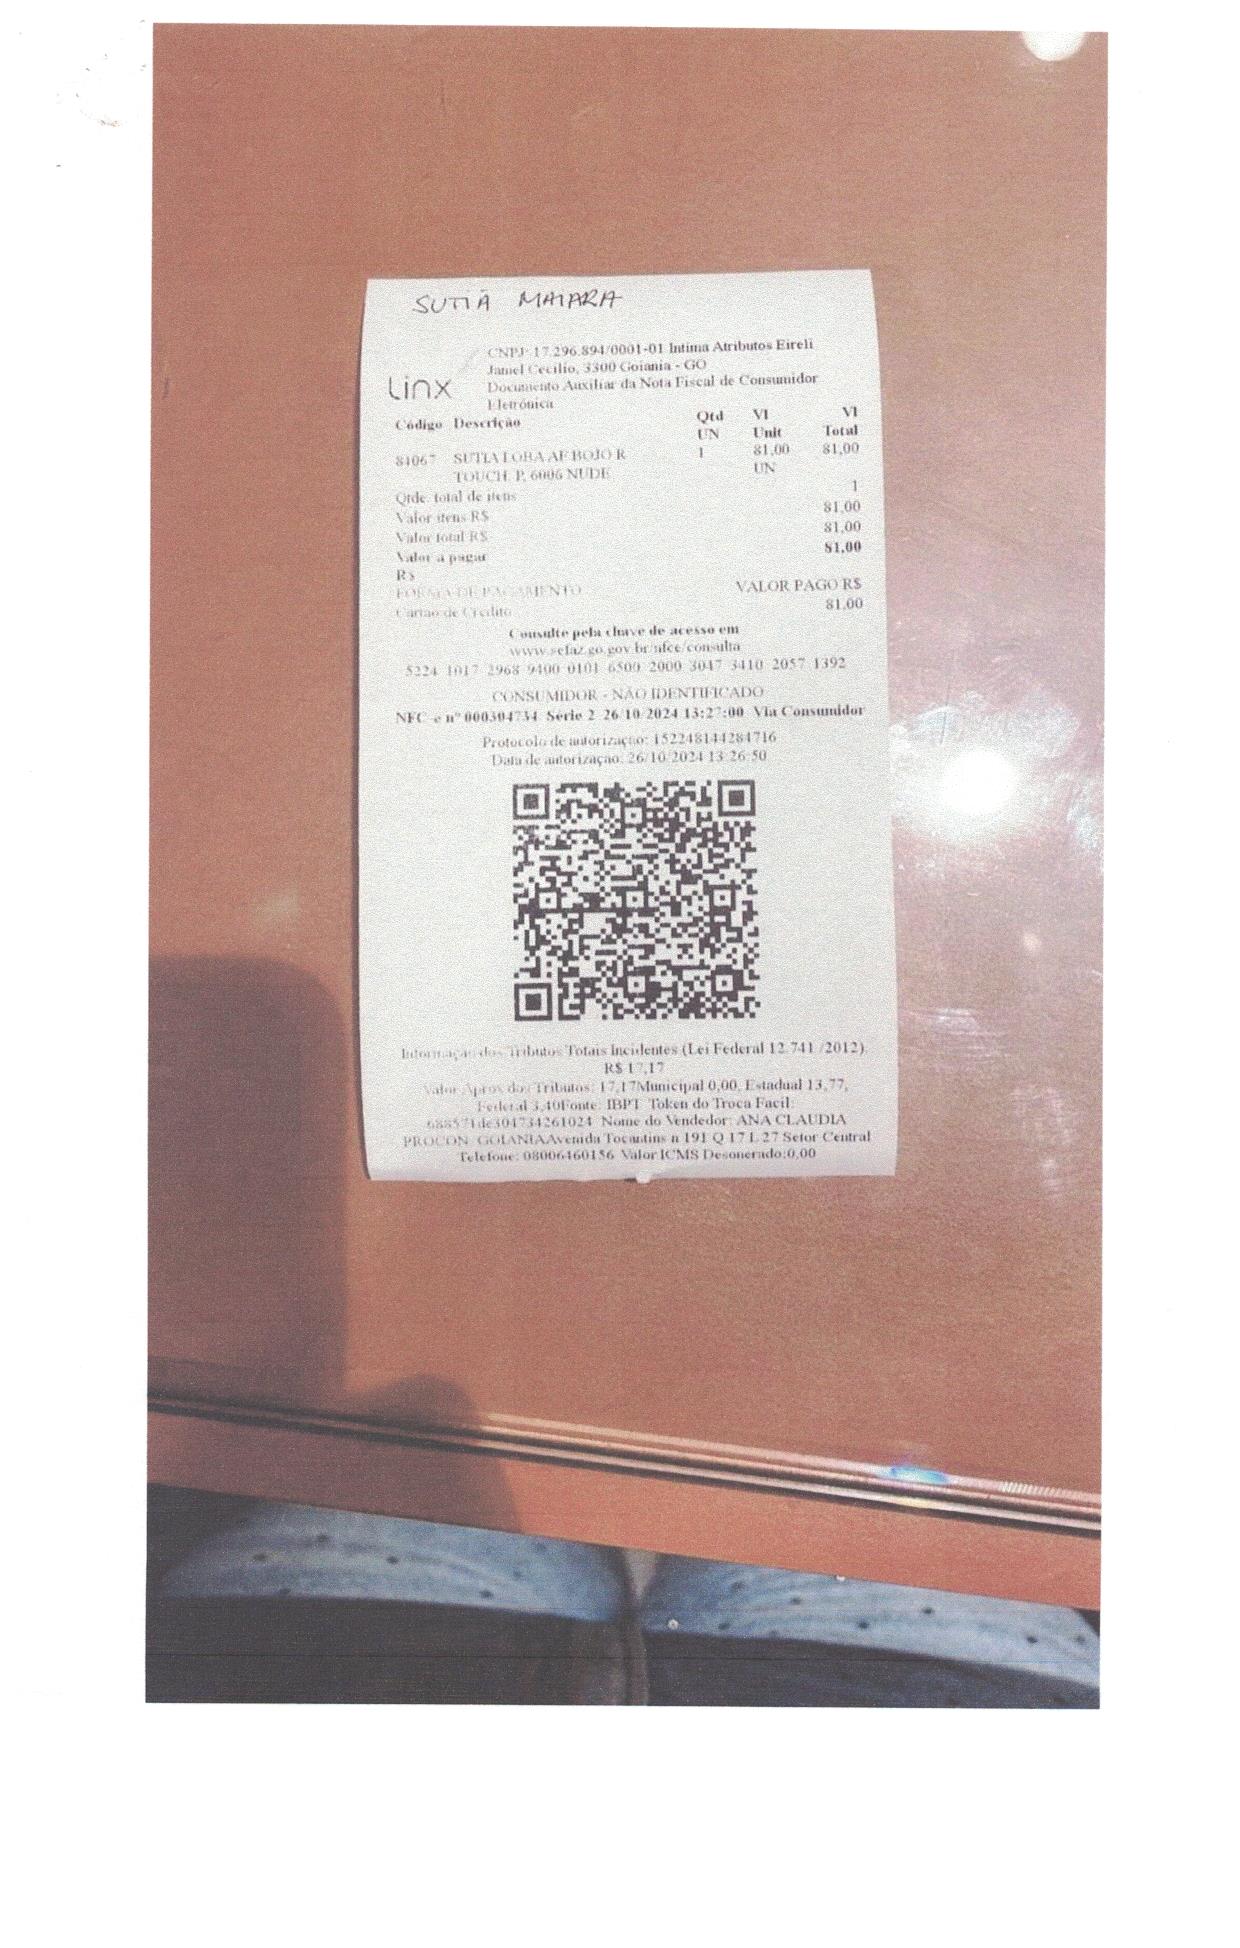 SUTIÃ MAIARA
CNPJ: 17.296.894/0001-01 Intima Atributos Eireli
Jamel Cecilio, 3300 Goiania - GO
Linx
Documento Auxiliar da Nota Fiscal de Consumidor
Eletrônica
Código Descrição Qtd UN Vl Unit Vl Total
81067 SUTIA LOBA AF BOJO R 1 81,00 81,00
TOUCH. P. 6006 NUDE UN
Qtde. total de itens 1
Valor itens R$ 81,00
Valor total R$ 81,00
Valor a pagar 81,00
R$
FORMA DE PAGAMENTO VALOR PAGO R$
Cartao de Credito 81,00
Consulte pela chave de acesso em
www.sefaz.go.gov.br/nfce/consulta
5224 1017 2968 9400 0101 6500 2000 3047 3410 2057 1392
CONSUMIDOR - NÃO IDENTIFICADO
NFC-e nº 000304734 Serie 2 26/10/2024 13:27:00 Via Consumidor
Protocolo de autorização: 152248144284716
Data de autorização: 26/10/2024 13:26:50
Informação dos Tributos Totais Incidentes (Lei Federal 12.741 /2012):
R$ 17,17
Valor Aprox dos Tributos: 17,17Municipal 0,00, Estadual 13,77,
Federal 3,40Fonte: IBPT Token do Troca Facil:
Nome do Vendedor: ANA CLAUDIA
PROCON: GOIANIAAvenida Tocantins n 191 Q 17 L 27 Setor Central
Telefone: 08006460156 Valor ICMS Desonerado:0,00